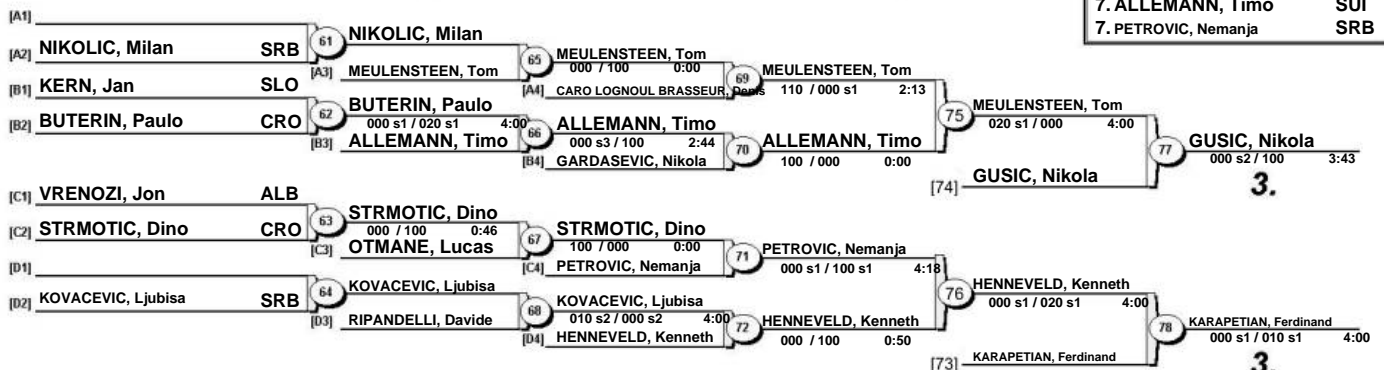 7. ALLEMANN, Timo SUI
7. PETROVIC, Nemanja SRB
[A1]
[A2] NIKOLIC, Milan SRB
61
NIKOLIC, Milan
[A3] MEULENSTEEN, Tom
65
MEULENSTEEN, Tom
000 / 100 0:00
[A4] CARO LOGNOUL BRASSEUR, Denis
69
MEULENSTEEN, Tom
110 / 000 s1 2:13
[B1] KERN, Jan SLO
[B2] BUTERIN, Paulo CRO
62
BUTERIN, Paulo
000 s1 / 020 s1 4:00
[B3] ALLEMANN, Timo
66
ALLEMANN, Timo
000 s3 / 100 2:44
[B4] GARDASEVIC, Nikola
70
ALLEMANN, Timo
100 / 000 0:00
75
MEULENSTEEN, Tom
020 s1 / 000 4:00
[74] GUSIC, Nikola
77
GUSIC, Nikola
000 s2 / 100 3:43
3.
[C1] VRENOZI, Jon ALB
[C2] STRMOTIC, Dino CRO
63
STRMOTIC, Dino
000 / 100 0:46
[C3] OTMANE, Lucas
67
STRMOTIC, Dino
100 / 000 0:00
[C4] PETROVIC, Nemanja
71
PETROVIC, Nemanja
000 s1 / 100 s1 4:18
[D1]
[D2] KOVACEVIC, Ljubisa SRB
64
KOVACEVIC, Ljubisa
[D3] RIPANDELLI, Davide
68
KOVACEVIC, Ljubisa
010 s2 / 000 s2 4:00
[D4] HENNEVELD, Kenneth
72
HENNEVELD, Kenneth
000 / 100 0:50
76
HENNEVELD, Kenneth
000 s1 / 020 s1 4:00
[73] KARAPETIAN, Ferdinand
78
KARAPETIAN, Ferdinand
000 s1 / 010 s1 4:00
3.